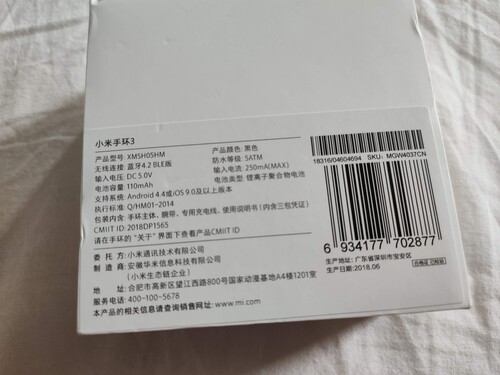 小米手环3
产品型号: XMSH05HM 产品颜色: 黑色
无线连接: 蓝牙4.2 BLE版 防水等级: 5ATM
输入电压: DC 5.0V 输入电流: 250mA(MAX)
电池容量: 110mAh 电池类型: 锂离子聚合物电池
支持系统: Android 4.4或iOS 9.0及以上版本
执行标准: Q/HM01-2014
包装内含: 手环主体、腕带、专用充电线、使用说明书 (内含三包凭证)
CMIIT ID: 2018DP1565
请在手环的“关于”界面下查看产品CMIIT ID
委托方: 小米通讯技术有限公司
制造商: 安徽华米信息科技有限公司
(小米生态链企业)
地址: 合肥市高新区望江西路800号国家动漫基地A4楼1201室
服务电话: 400-100-5678
本产品的相关信息请查询销售网址: www.mi.com
18316/04604694 SKU: MGW4037CN
6 934177 702877
生产地址: 广东省深圳市宝安区
生产日期: 2018.06
合格证 已检验